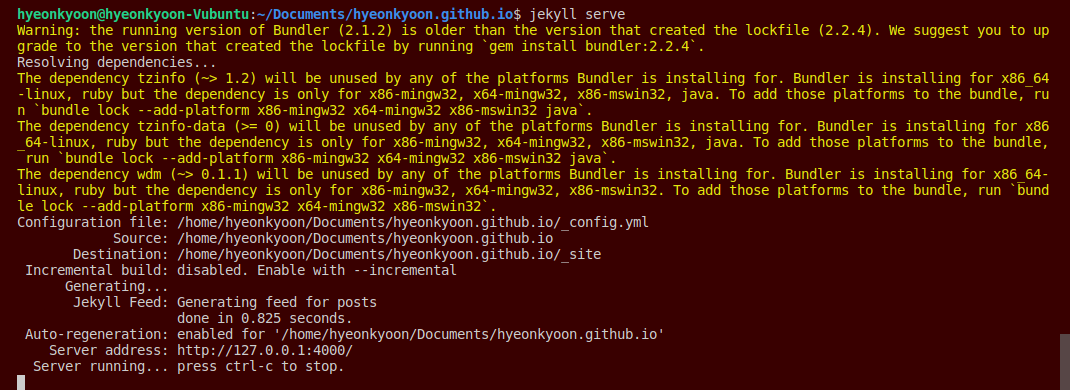 hyeonkyoon@hyeonkyoon-Vubuntu:~/Documents/hyeonkyoon.github.io$ jekyll serve
Warning: the running version of Bundler (2.1.2) is older than the version that created the lockfile (2.2.4). We suggest you to up
grade to the version that created the lockfile by running `gem install bundler:2.2.4`.
Resolving dependencies...
The dependency tzinfo (~> 1.2) will be unused by any of the platforms Bundler is installing for. Bundler is installing for x86_64
-linux, ruby but the dependency is only for x86-mingw32, x64-mingw32, x86-mswin32, java. To add those platforms to the bundle, ru
n `bundle lock --add-platform x86-mingw32 x64-mingw32 x86-mswin32 java`.
The dependency tzinfo-data (>= 0) will be unused by any of the platforms Bundler is installing for. Bundler is installing for x86
_64-linux, ruby but the dependency is only for x86-mingw32, x64-mingw32, x86-mswin32, java. To add those platforms to the bundle,
 run `bundle lock --add-platform x86-mingw32 x64-mingw32 x86-mswin32 java`.
The dependency wdm (~> 0.1.1) will be unused by any of the platforms Bundler is installing for. Bundler is installing for x86_64-
linux, ruby but the dependency is only for x86-mingw32, x64-mingw32, x86-mswin32. To add those platforms to the bundle, run `bund
le lock --add-platform x86-mingw32 x64-mingw32 x86-mswin32`.
Configuration file: /home/hyeonkyoon/Documents/hyeonkyoon.github.io/_config.yml
            Source: /home/hyeonkyoon/Documents/hyeonkyoon.github.io
       Destination: /home/hyeonkyoon/Documents/hyeonkyoon.github.io/_site
 Incremental build: disabled. Enable with --incremental
      Generating...
       Jekyll Feed: Generating feed for posts
                    done in 0.825 seconds.
 Auto-regeneration: enabled for '/home/hyeonkyoon/Documents/hyeonkyoon.github.io'
    Server address: http://127.0.0.1:4000/
  Server running... press ctrl-c to stop.